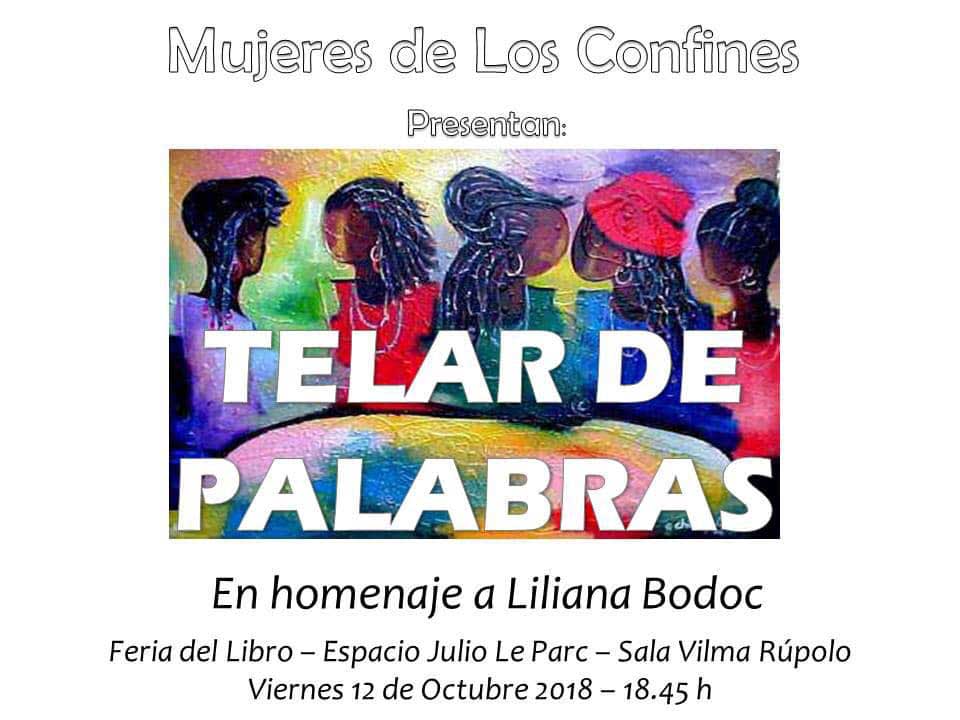 Mujeres de Los Confines
Presentan:
TELAR DE
PALABRAS
En homenaje a Liliana Bodoc
Feria del Libro – Espacio Julio Le Parc – Sala Vilma Rúpolo
Viernes 12 de Octubre 2018 – 18.45 h